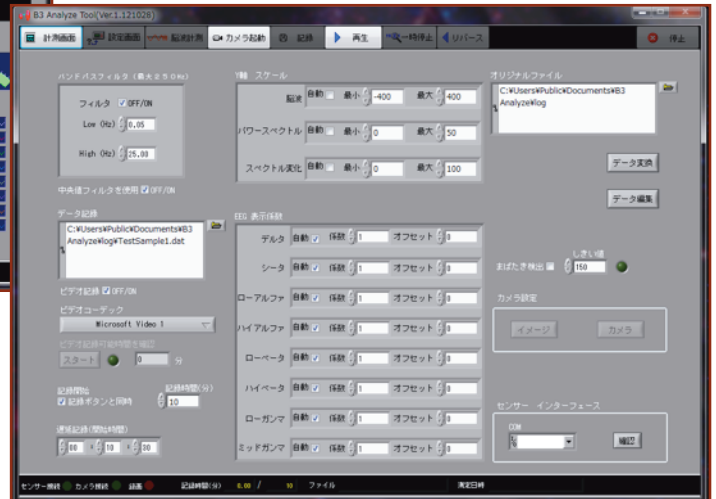 B3 Analyze Tool(Ver.1.121028)
計測画面 設定画面 脳波計測 カメラ起動 記録 再生 一時停止 リバース 停止
バンドパスフィルタ（最大２５０Hz）
フィルタ OFF/ON
Low (Hz) 0.05
High (Hz) 25.00
中央値フィルタを使用 OFF/ON
データ記録
C:¥Users¥Public¥Documents¥B3
Analyze¥log¥TestSample1.dat
ビデオ記録 OFF/ON
ビデオコーデック
Microsoft Video 1
ビデオ記録可能時間を確認
スタート 0 分
記録開始 記録時間(分)
記録ボタンと同時 10
遅延記録(開始時間)
00 : 10 : 30
Y軸 スケール
脳波 自動 最小 -400 最大 400
パワースペクトル 自動 最小 0 最大 50
スペクトル変化 自動 最小 0 最大 100
EEG 表示係数
デルタ 自動 係数 1 オフセット 0
シータ 自動 係数 1 オフセット 0
ローアルファ 自動 係数 1 オフセット 0
ハイアルファ 自動 係数 1 オフセット 0
ローベータ 自動 係数 1 オフセット 0
ハイベータ 自動 係数 1 オフセット 0
ローガンマ 自動 係数 1 オフセット 0
ミッドガンマ 自動 係数 1 オフセット 0
オリジナルファイル
C:¥Users¥Public¥Documents¥B3
Analyze¥log
データ変換
データ編集
しきい値
まばたき検出 150
カメラ設定
イメージ カメラ
センサー インターフェース
COM
確認
センサー接続 カメラ接続 録画 記録時間(分) 0.00 / 10 ファイル 測定日時